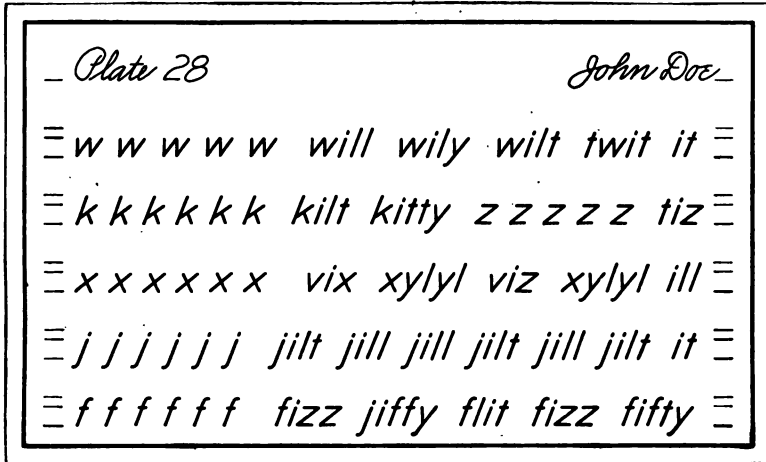 Plate 28 John Doe
w w w w w will wily wilt twit it
k k k k k k kilt kitty z z z z z tiz
x x x x x x vix xylyl viz xylyl ill
j j j j j j jilt jill jill jilt jill jilt it
f f f f f f fizz jiffy flit fizz fifty